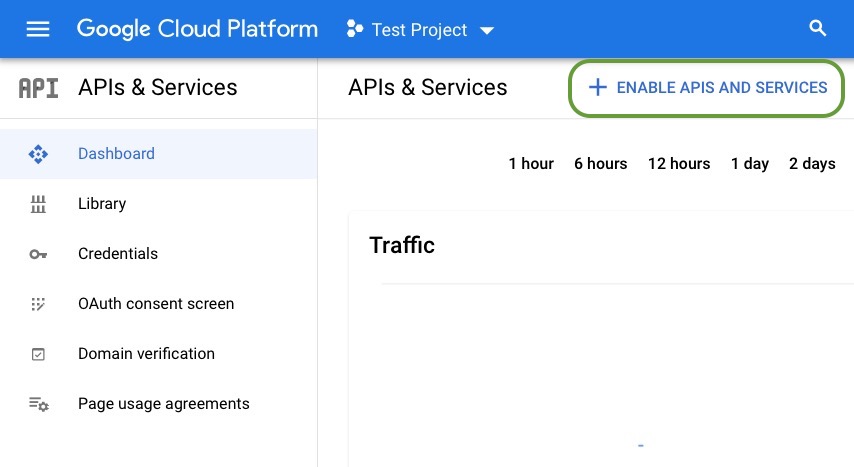 Google Cloud Platform Test Project
API APIs & Services
APIs & Services
+ ENABLE APIS AND SERVICES
Dashboard
Library
Credentials
OAuth consent screen
Domain verification
Page usage agreements
1 hour 6 hours 12 hours 1 day 2 days
Traffic